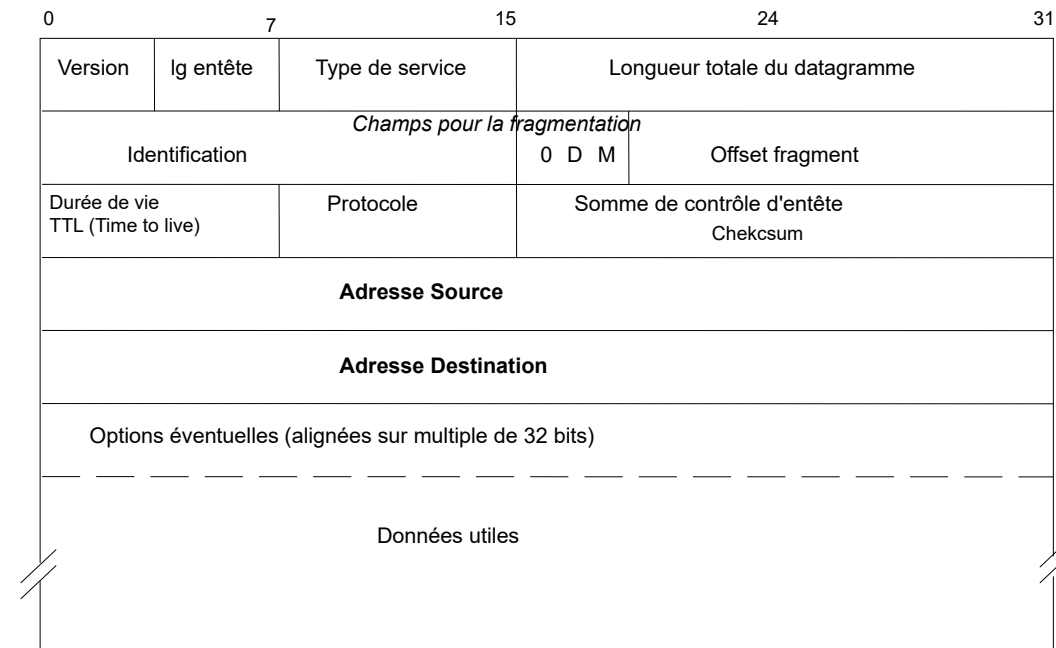 0 7 15 24 31
Version lg entête Type de service Longueur totale du datagramme
Champs pour la fragmentation
Identification 0 D M Offset fragment
Durée de vie Protocole Somme de contrôle d'entête
TTL (Time to live) Chekcsum
Adresse Source
Adresse Destination
Options éventuelles (alignées sur multiple de 32 bits)
Données utiles